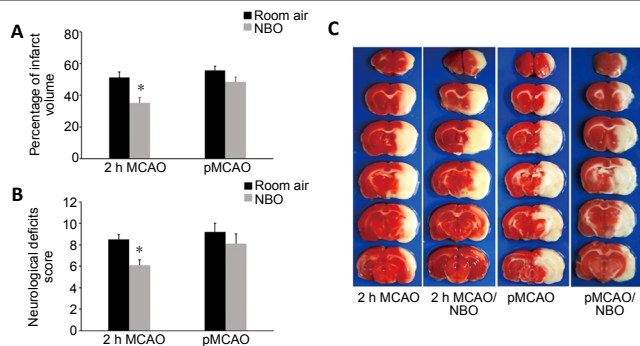 A
Room air
NBO
Percentage of infarct
volume
80
60
40
20
0
*
2 h MCAO
pMCAO
B
Room air
NBO
Neurological deficits
score
12
10
8
6
4
2
0
*
2 h MCAO
pMCAO
C
2 h MCAO
2 h MCAO/
NBO
pMCAO
pMCAO/
NBO